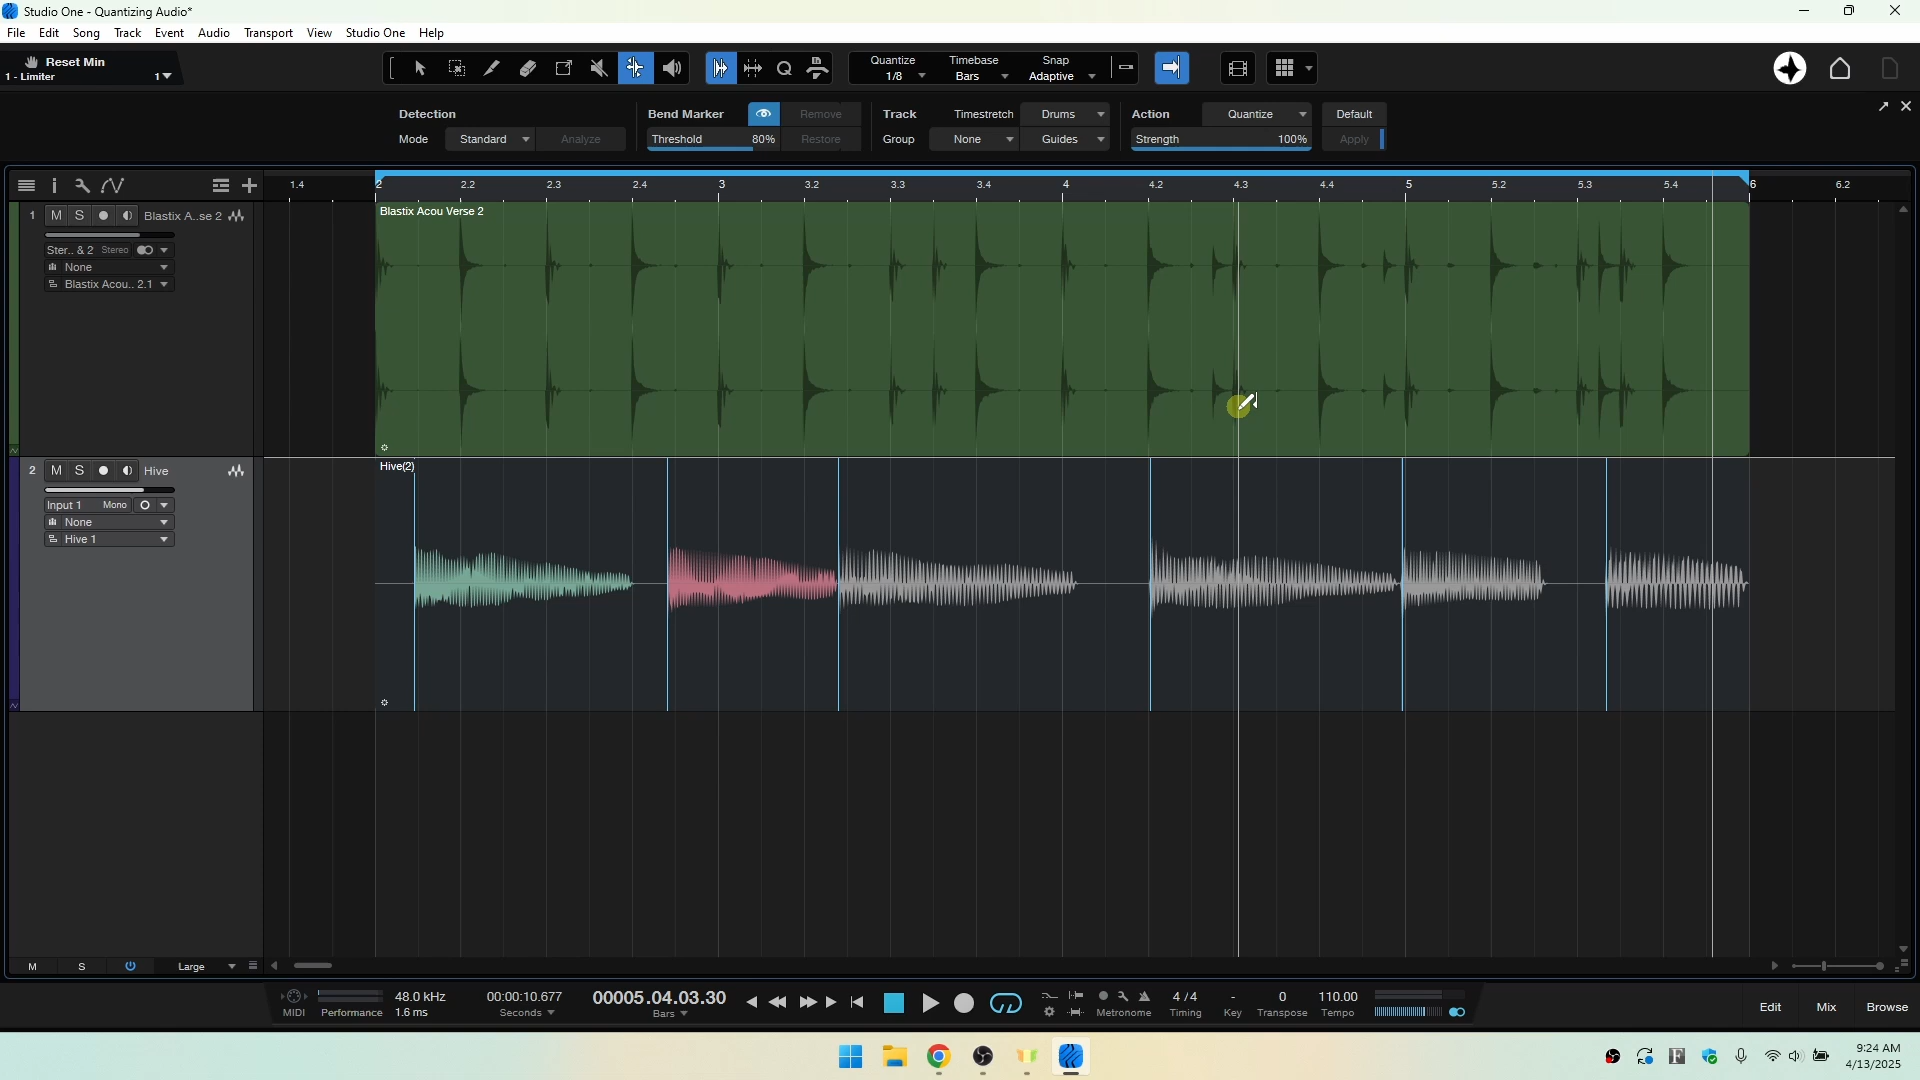 Studio One - Quantizing Audio*
File Edit Song Track Event Audio Transport View Studio One Help
Reset Min
1 - Limiter 1
Quantize Timebase Snap
1/8 Bars Adaptive
Detection Bend Marker Remove Track Timestretch Drums Action Quantize Default
Mode Standard Analyze Threshold 80% Restore Group None Guides Strength 100% Apply
1.4 2 2.2 2.3 2.4 3 3.2 3.3 3.4 4 4.2 4.3 4.4 5 5.2 5.3 5.4 6 6.2
1 M S Blastix A..se 2
Blastix Acou Verse 2
Ster.. & 2 Stereo
None
Blastix Acou.. 2.1
2 M S Hive
Hive(2)
Input 1 Mono
None
Hive 1
M S Large
MIDI Performance 48.0 kHz 1.6 ms
00:00:10.677 Seconds
00005.04.03.30 Bars
Metronome
4 / 4 Timing
- Key
0 Transpose
110.00 Tempo
Edit Mix Browse
9:24 AM
4/13/2025